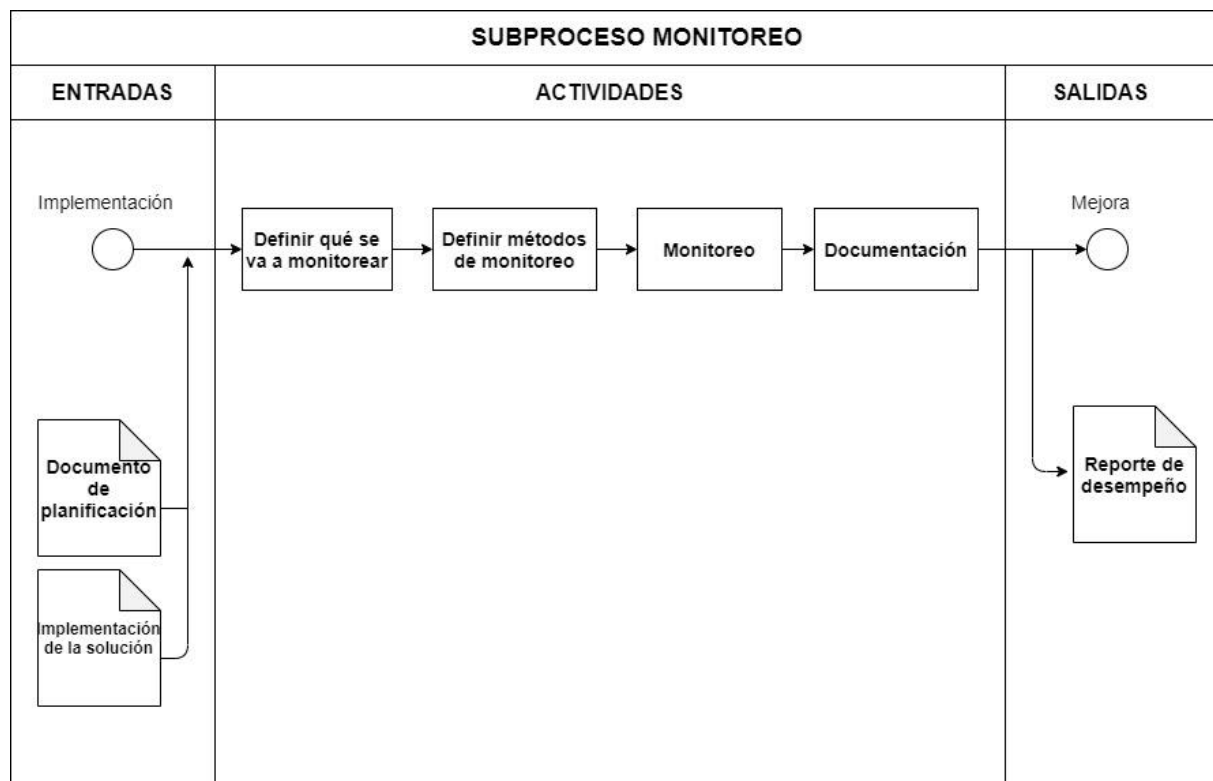 SUBPROCESO MONITOREO
ENTRADAS
ACTIVIDADES
SALIDAS
Implementación
Definir qué se
va a monitorear
Definir métodos
de monitoreo
Monitoreo
Documentación
Mejora
Documento
de
planificación
Implementación
de la solución
Reporte de
desempeño